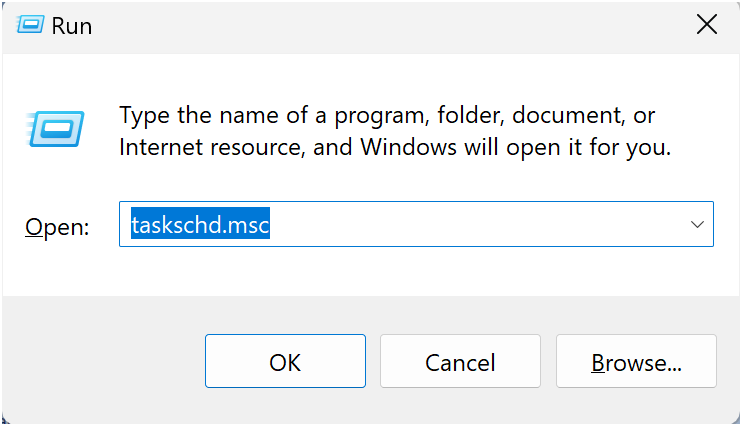 Run
Type the name of a program, folder, document, or
Internet resource, and Windows will open it for you.
Open: taskschd.msc
OK Cancel Browse...